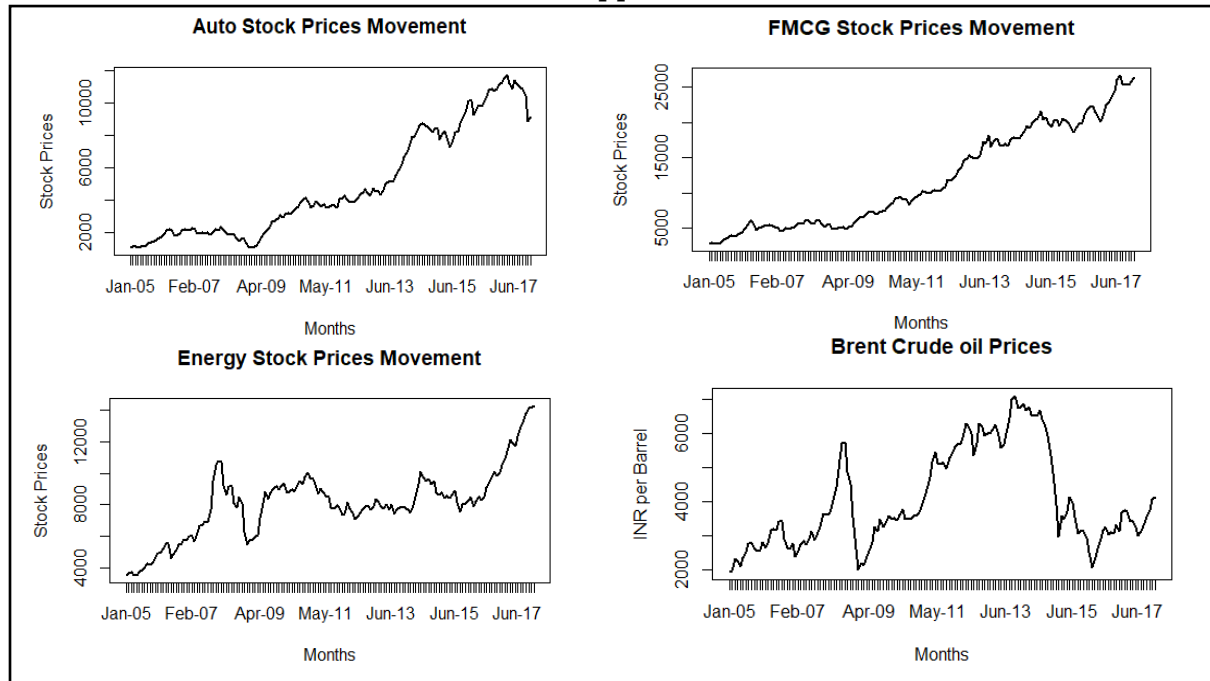 Auto Stock Prices Movement
Stock Prices
2000
6000
10000
Jan-05 Feb-07 Apr-09 May-11 Jun-13 Jun-15 Jun-17
Months
FMCG Stock Prices Movement
Stock Prices
5000
15000
25000
Jan-05 Feb-07 Apr-09 May-11 Jun-13 Jun-15 Jun-17
Months
Energy Stock Prices Movement
Stock Prices
4000
8000
12000
Jan-05 Feb-07 Apr-09 May-11 Jun-13 Jun-15 Jun-17
Months
Brent Crude oil Prices
INR per Barrel
2000
4000
6000
Jan-05 Feb-07 Apr-09 May-11 Jun-13 Jun-15 Jun-17
Months